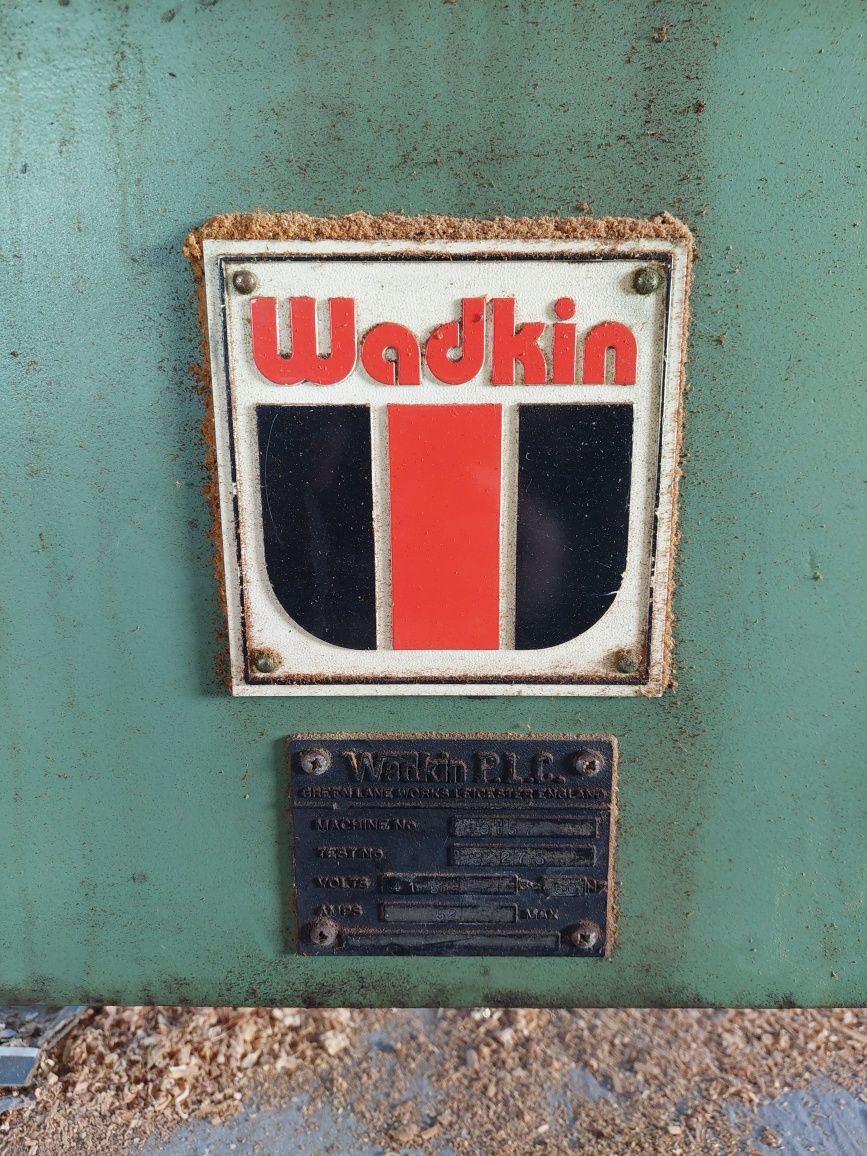 Wadkin
Wadkin P.L.C.
GREEN LANE WORKS LEICESTER ENGLAND
MACHINE No
TEST No
VOLTS
AMPS MAX